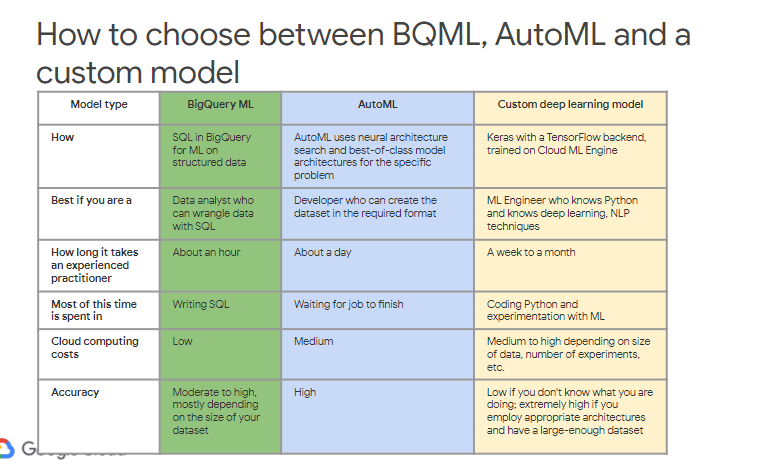 How to choose between BQML, AutoML and a
custom model
Model type
BigQuery ML
AutoML
Custom deep learning model
How
SQL in BigQuery
for ML on
structured data
AutoML uses neural architecture
search and best-of-class model
architectures for the specific
problem
Keras with a TensorFlow backend,
trained on Cloud ML Engine
Best if you are a
Data analyst who
can wrangle data
with SQL
Developer who can create the
dataset in the required format
ML Engineer who knows Python
and knows deep learning, NLP
techniques
How long it takes
an experienced
practitioner
About an hour
About a day
A week to a month
Most of this time
is spent in
Writing SQL
Waiting for job to finish
Coding Python and
experimentation with ML
Cloud computing
costs
Low
Medium
Medium to high depending on size
of data, number of experiments,
etc.
Accuracy
Moderate to high,
mostly depending
on the size of your
dataset
High
Low if you don't know what you are
doing; extremely high if you
employ appropriate architectures
and have a large-enough dataset